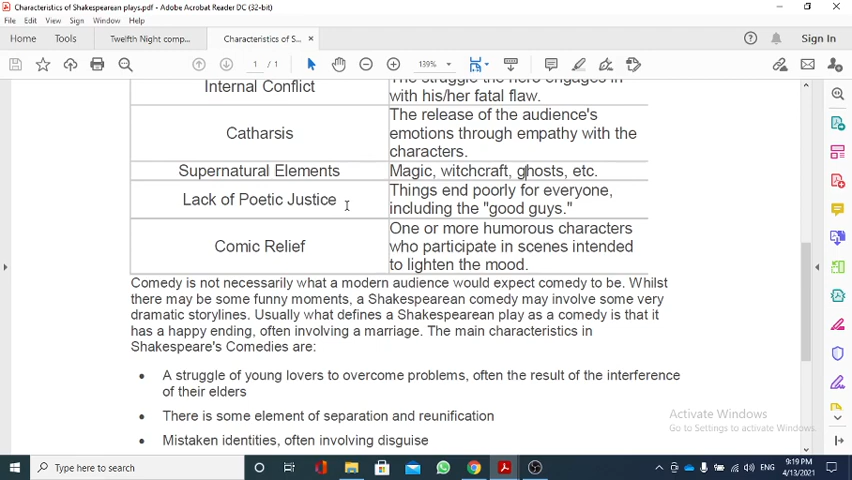 Characteristics of Shakespearean plays.pdf - Adobe Acrobat Reader DC (32-bit)
File Edit View Sign Window Help
Home Tools Twelfth Night comp... Characteristics of S... ×
Sign In
1 / 1 139%
Internal Conflict
The struggle the hero engages in
with his/her fatal flaw.
Catharsis
The release of the audience's
emotions through empathy with the
characters.
Supernatural Elements
Magic, witchcraft, ghosts, etc.
Lack of Poetic Justice
Things end poorly for everyone,
including the "good guys."
Comic Relief
One or more humorous characters
who participate in scenes intended
to lighten the mood.
Comedy is not necessarily what a modern audience would expect comedy to be. Whilst
there may be some funny moments, a Shakespearean comedy may involve some very
dramatic storylines. Usually what defines a Shakespearean play as a comedy is that it
has a happy ending, often involving a marriage. The main characteristics in
Shakespeare's Comedies are:
• A struggle of young lovers to overcome problems, often the result of the interference
of their elders
• There is some element of separation and reunification
• Mistaken identities, often involving disguise
Activate Windows
Go to Settings to activate Windows.
Type here to search
ENG
9:19 PM
4/13/2021